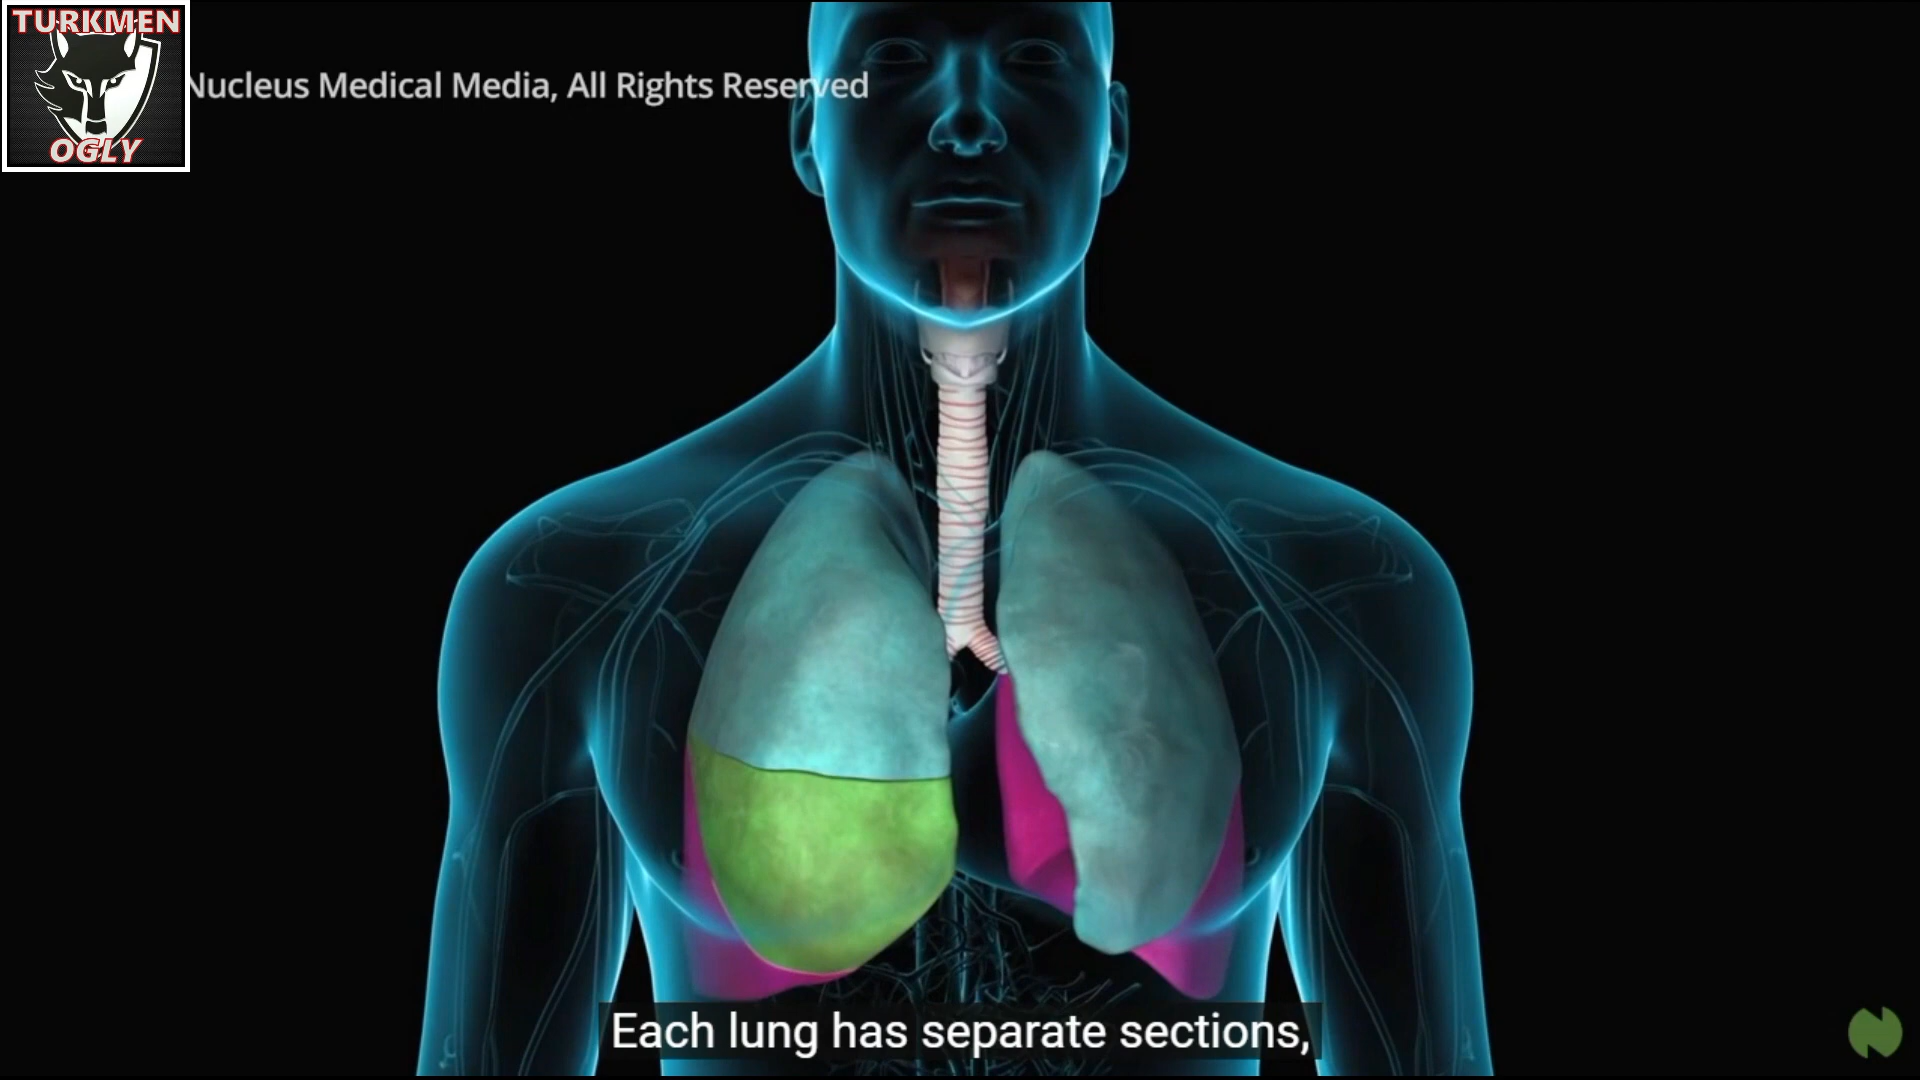 TURKMEN
OGLY
Nucleus Medical Media, All Rights Reserved
Each lung has separate sections,